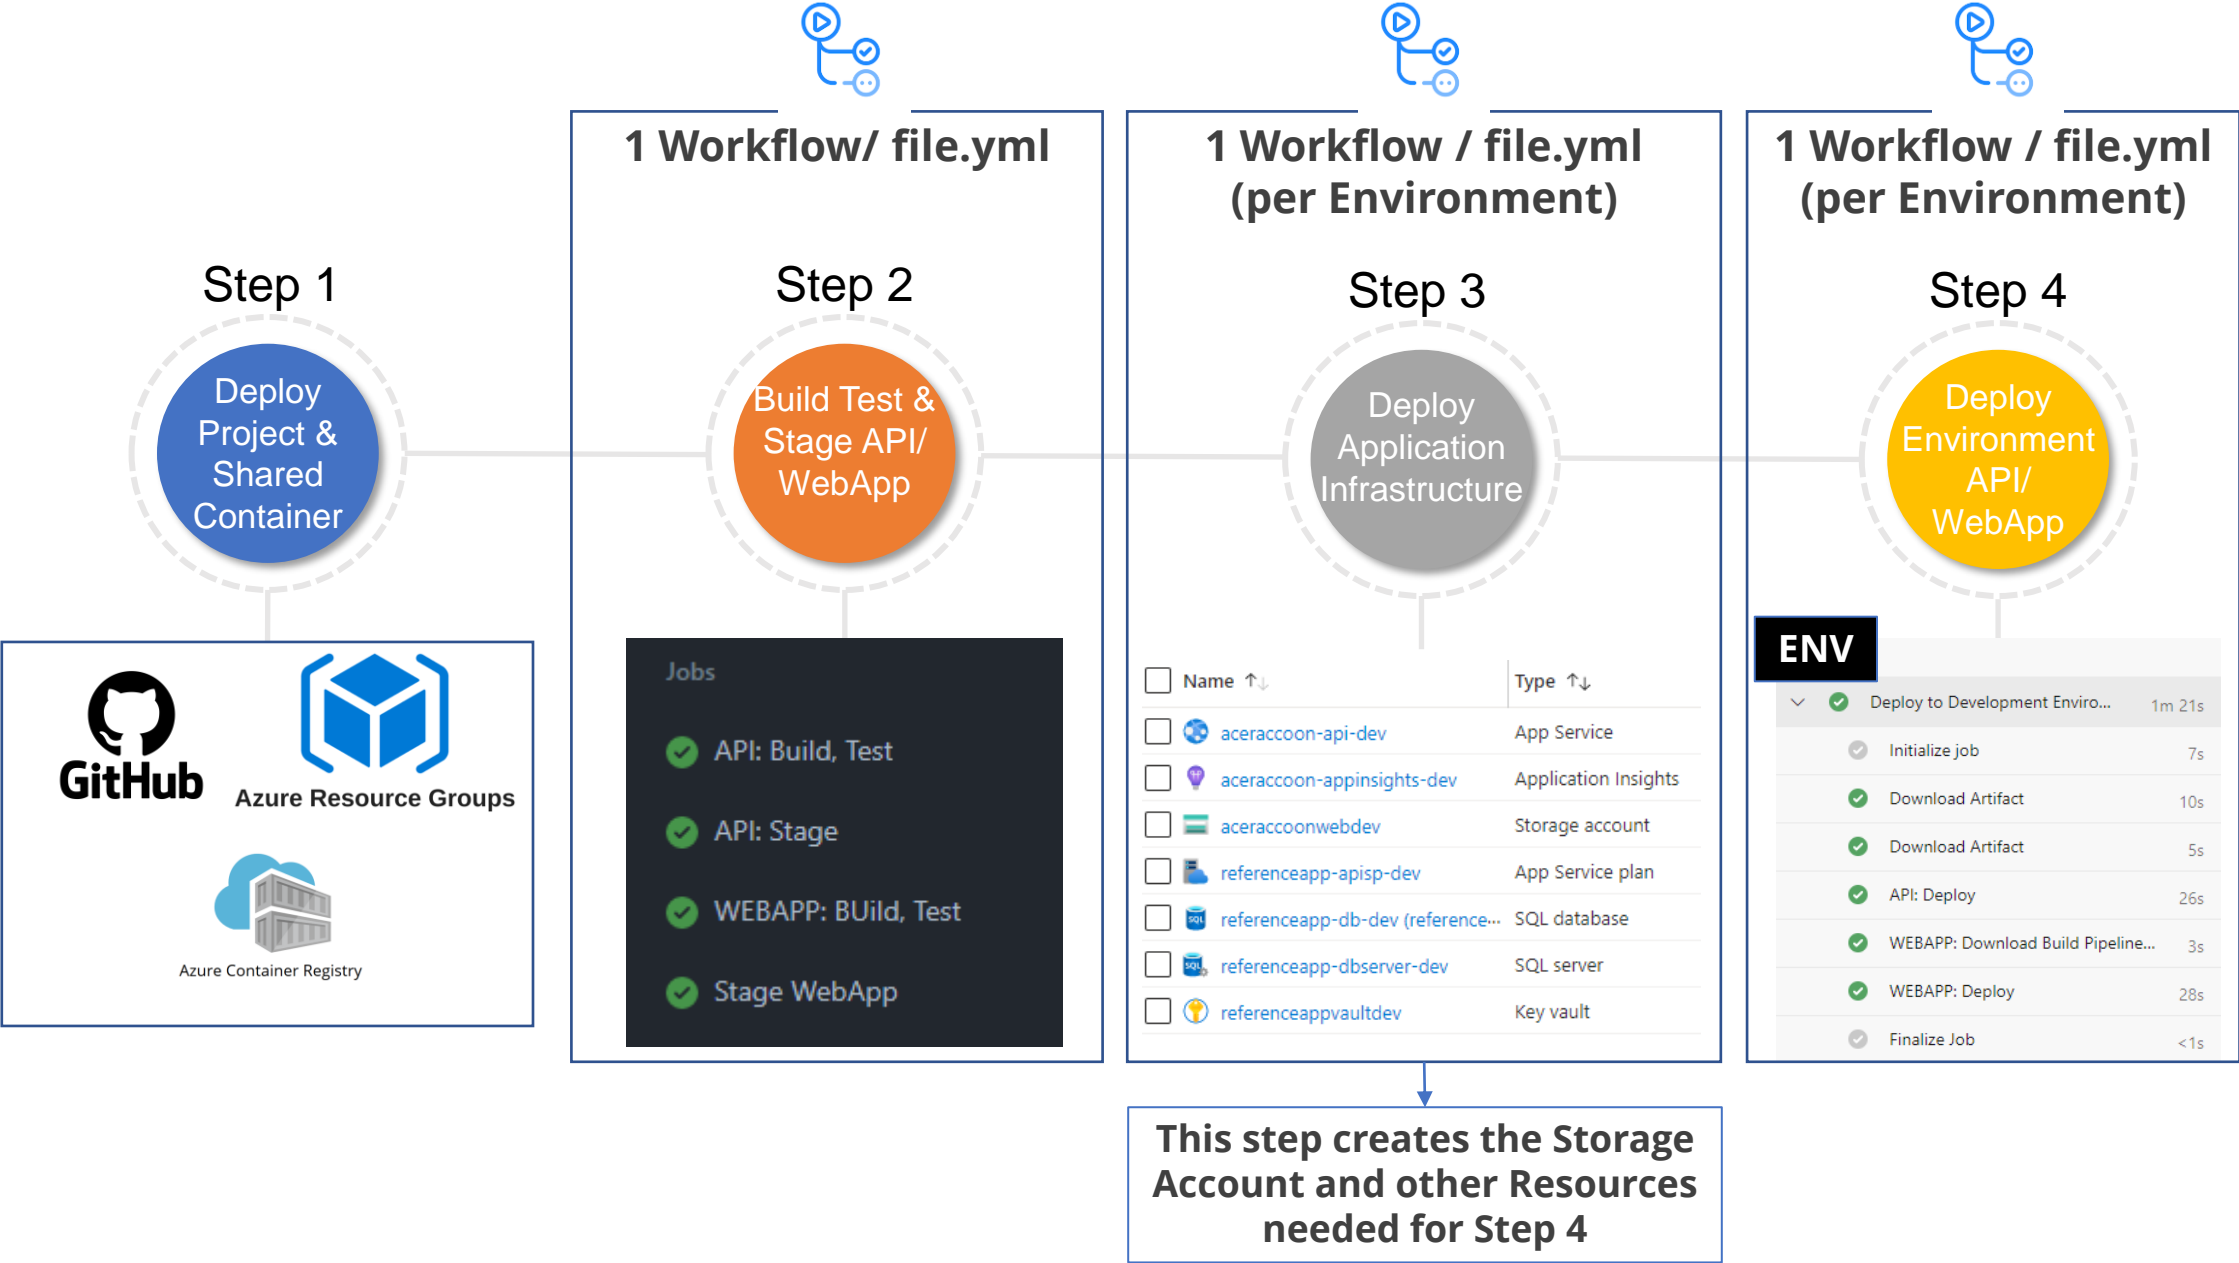 1 Workflow/ file.yml
1 Workflow / file.yml
(per Environment)
1 Workflow / file.yml
(per Environment)
Step 1
Deploy
Project &
Shared
Container
Step 2
Build Test &
Stage API/
WebApp
Step 3
Deploy
Application
Infrastructure
Step 4
Deploy
Environment
API/
WebApp
GitHub
Azure Resource Groups
Azure Container Registry
Jobs
API: Build, Test
API: Stage
WEBAPP: BUild, Test
Stage WebApp
Name ↑↓ Type ↑↓
aceraccoon-api-dev App Service
aceraccoon-appinsights-dev Application Insights
aceraccoonwebdev Storage account
referenceapp-apisp-dev App Service plan
referenceapp-db-dev (reference... SQL database
referenceapp-dbserver-dev SQL server
referenceappvaultdev Key vault
ENV
Deploy to Development Enviro... 1m 21s
Initialize job 7s
Download Artifact 10s
Download Artifact 5s
API: Deploy 26s
WEBAPP: Download Build Pipeline... 3s
WEBAPP: Deploy 28s
Finalize Job <1s
This step creates the Storage
Account and other Resources
needed for Step 4